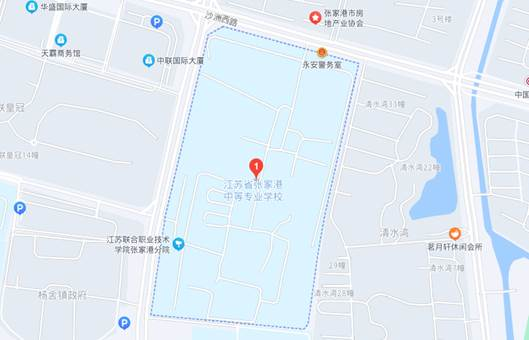 华盛国际大厦
沙洲西路
张家港市房
地产业协会
3号楼
天霸商务馆
中联国际大厦
永安警务室
中国
联皇冠
清水湾33幢
联皇冠14幢
1
江苏省张家港
中等专业学校
清水湾22幢
清水湾
茗月轩休闲会所
江苏联合职业技术
学院张家港分院
29幢
清水湾7幢
杨舍镇政府
清水湾28幢
P
P
P